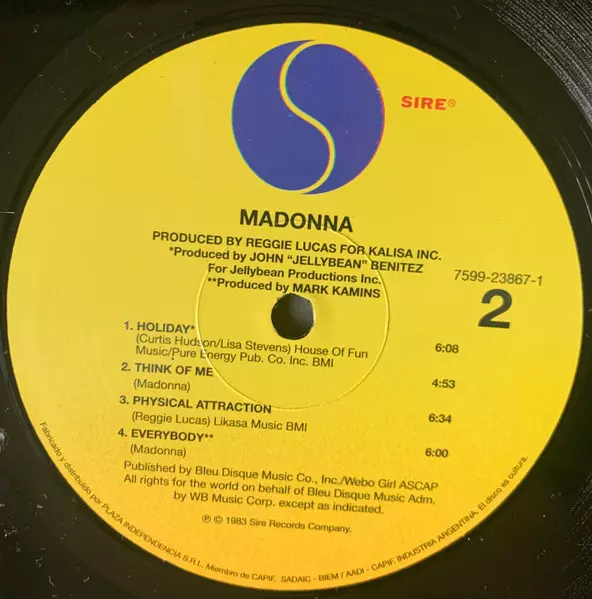 SIRE®
MADONNA
PRODUCED BY REGGIE LUCAS FOR KALISA INC.
*Produced by JOHN “JELLYBEAN” BENITEZ
For Jellybean Productions Inc.
**Produced by MARK KAMINS
7599-23867-1
2
1. HOLIDAY*
(Curtis Hudson/Lisa Stevens) House Of Fun
Music/Pure Energy Pub. Co. Inc. BMI 6:08
2. THINK OF ME
(Madonna) 4:53
3. PHYSICAL ATTRACTION
(Reggie Lucas) Likasa Music BMI 6:34
4. EVERYBODY**
(Madonna) 6:00
Published by Bleu Disque Music Co., Inc./Webo Girl ASCAP
All rights for the world on behalf of Bleu Disque Music Adm.
by WB Music Corp. except as indicated.
℗ © 1983 Sire Records Company.
Fabricado y distribuido por PLAZA INDEPENDENCIA S.R.L. Miembro de CAPIF. SADAIC - BIEM / AADI - CAPIF, INDUSTRIA ARGENTINA. El disco es cultura.